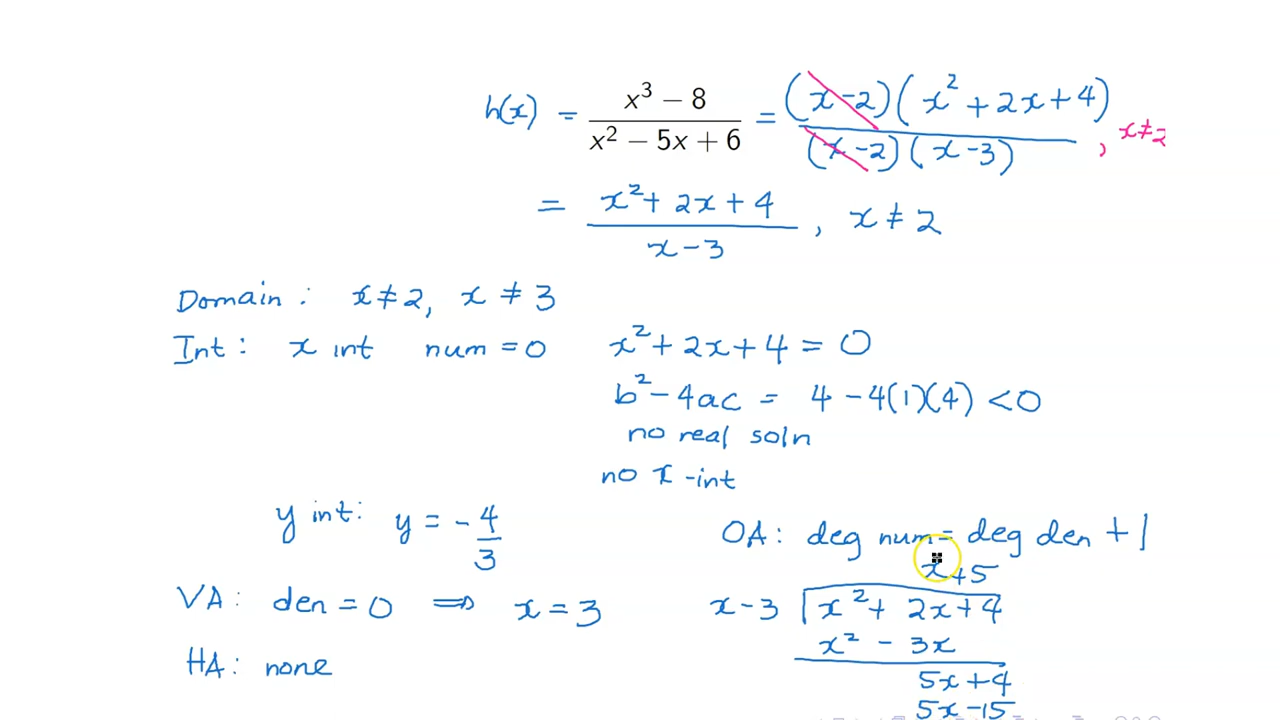 h(x) = (x³ − 8)/(x² − 5x + 6) = ((x−2)(x² + 2x + 4))/((x−2)(x−3)), x≠2
= (x² + 2x + 4)/(x−3), x ≠ 2
Domain: x≠2, x ≠ 3
Int: x int num = 0 x² + 2x + 4 = 0
b² − 4ac = 4 − 4(1)(4) < 0
no real soln
no x-int
y int: y = −4/3
OA: deg num = deg den + 1
x+5
VA: den = 0 ⟹ x = 3
x−3 x² + 2x + 4
x² − 3x
HA: none
5x + 4
5x − 15